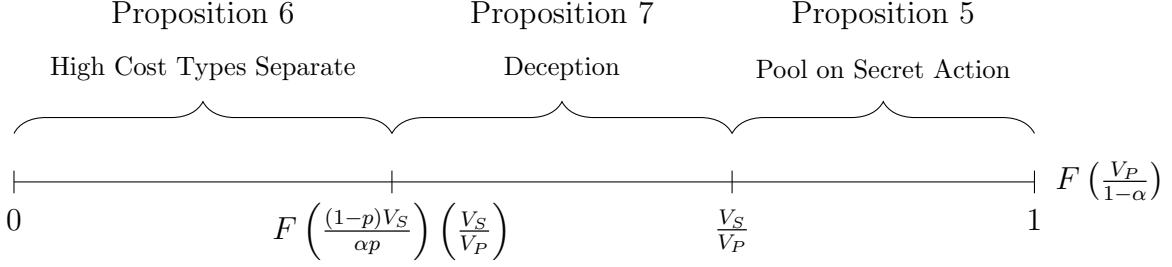 Proposition 6 Proposition 7 Proposition 5
High Cost Types Separate Deception Pool on Secret Action
0 F((1−p)V_S/αp)(V_S/V_P) V_S/V_P 1 F(V_P/1−α)